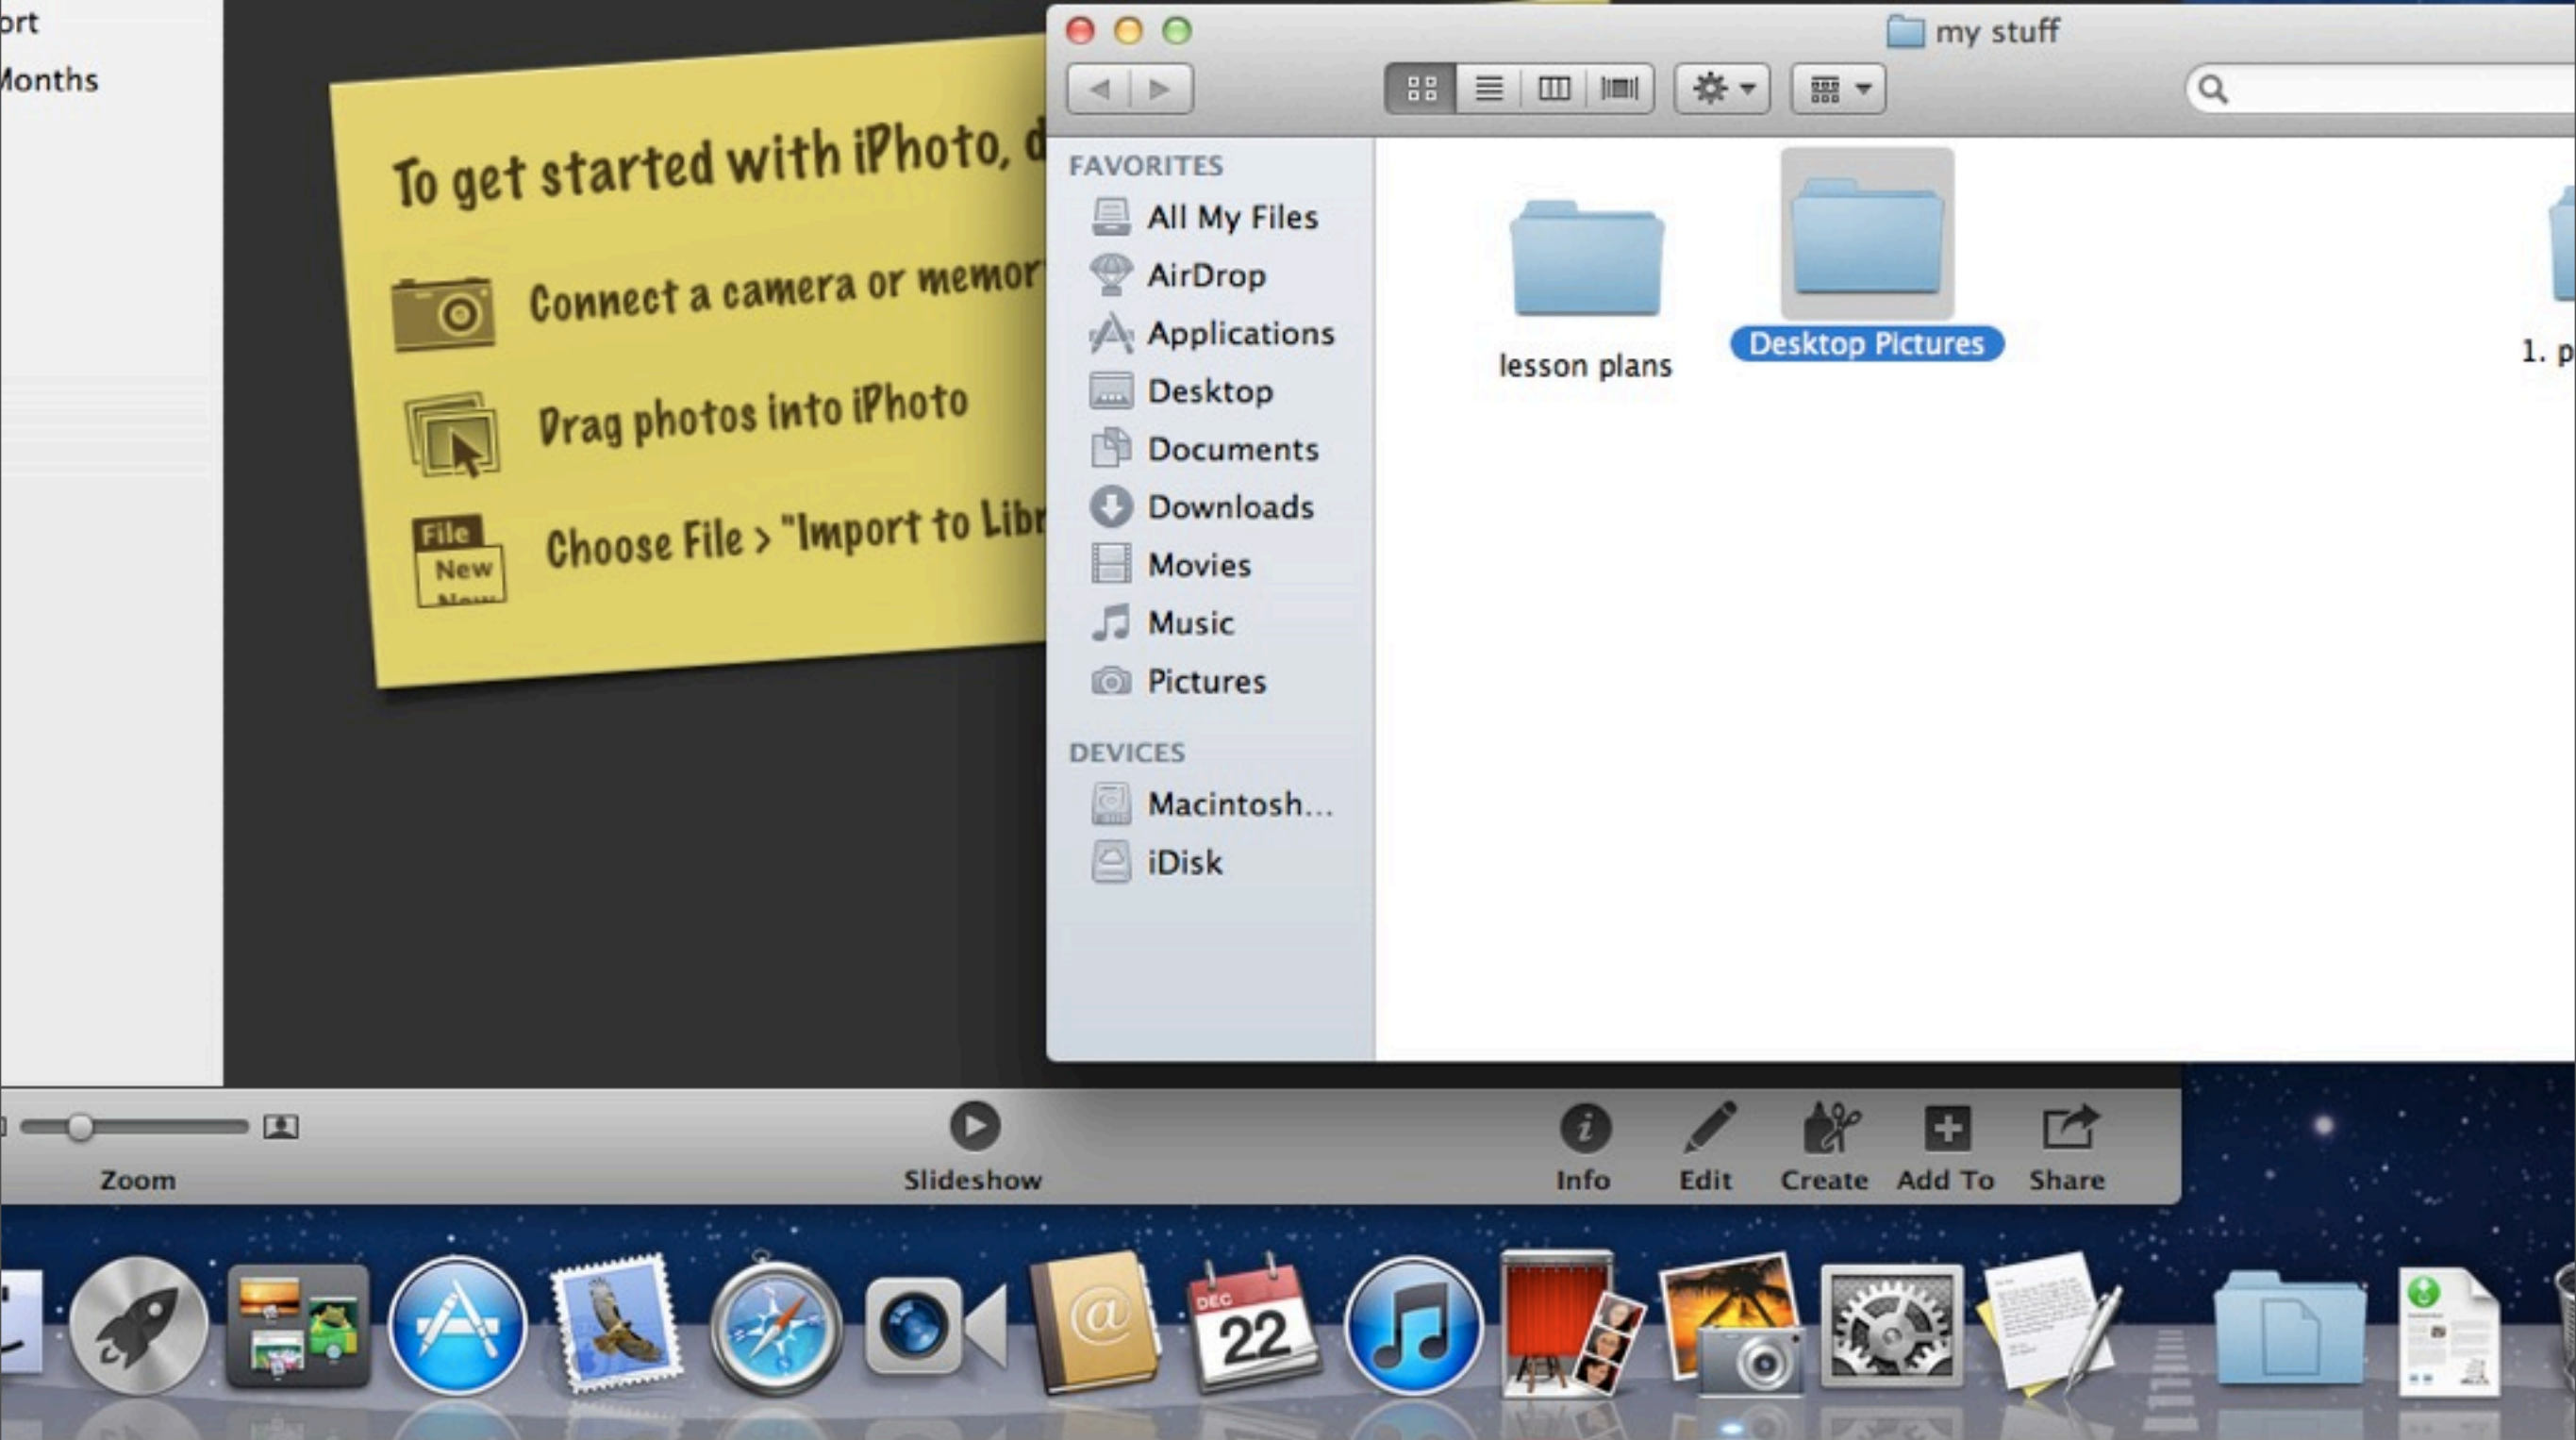 ort
Months
To get started with iPhoto, d
Connect a camera or memor
Drag photos into iPhoto
Choose File > "Import to Libr
File
New
New
my stuff
FAVORITES
All My Files
AirDrop
Applications
Desktop
Documents
Downloads
Movies
Music
Pictures
DEVICES
Macintosh...
iDisk
lesson plans
Desktop Pictures
1. p
Zoom
Slideshow
Info
Edit
Create
Add To
Share
@
DEC
22